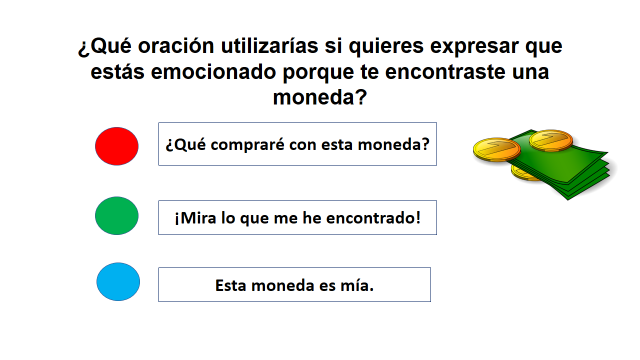 ¿Qué oración utilizarías si quieres expresar que
estás emocionado porque te encontraste una
moneda?
¿Qué compraré con esta moneda?
¡Mira lo que me he encontrado!
Esta moneda es mía.